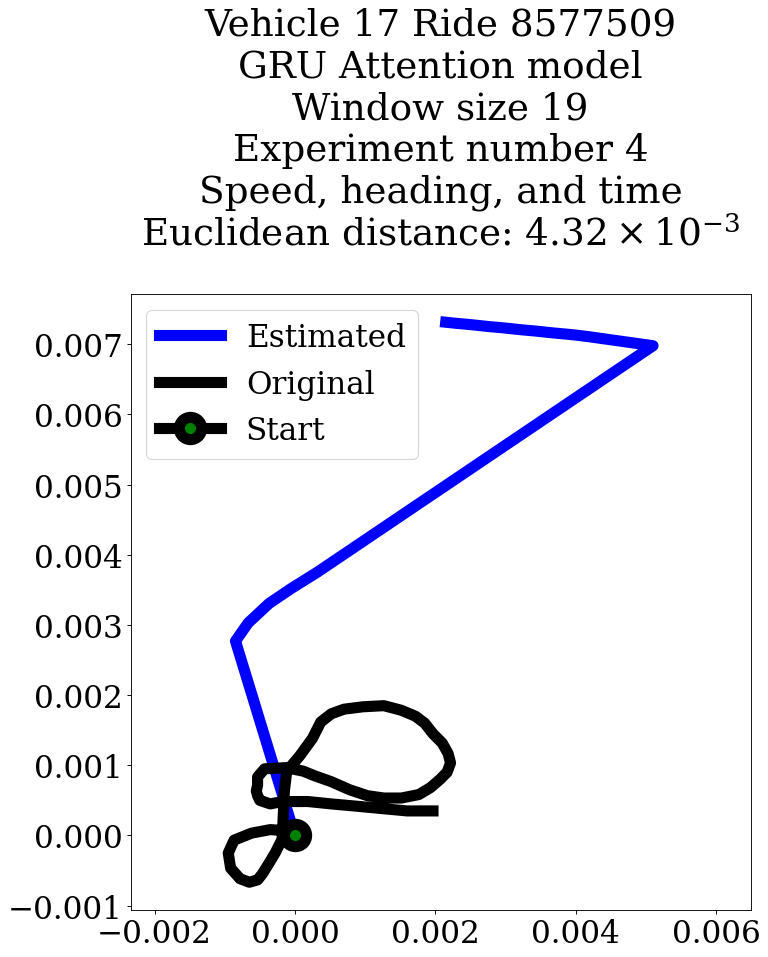 Vehicle 17 Ride 8577509
GRU Attention model
Window size 19
Experiment number 4
Speed, heading, and time
Euclidean distance: 4.32 × 10⁻³
Estimated
Original
Start
0.007
0.006
0.005
0.004
0.003
0.002
0.001
0.000
−0.001
−0.002 0.000 0.002 0.004 0.006